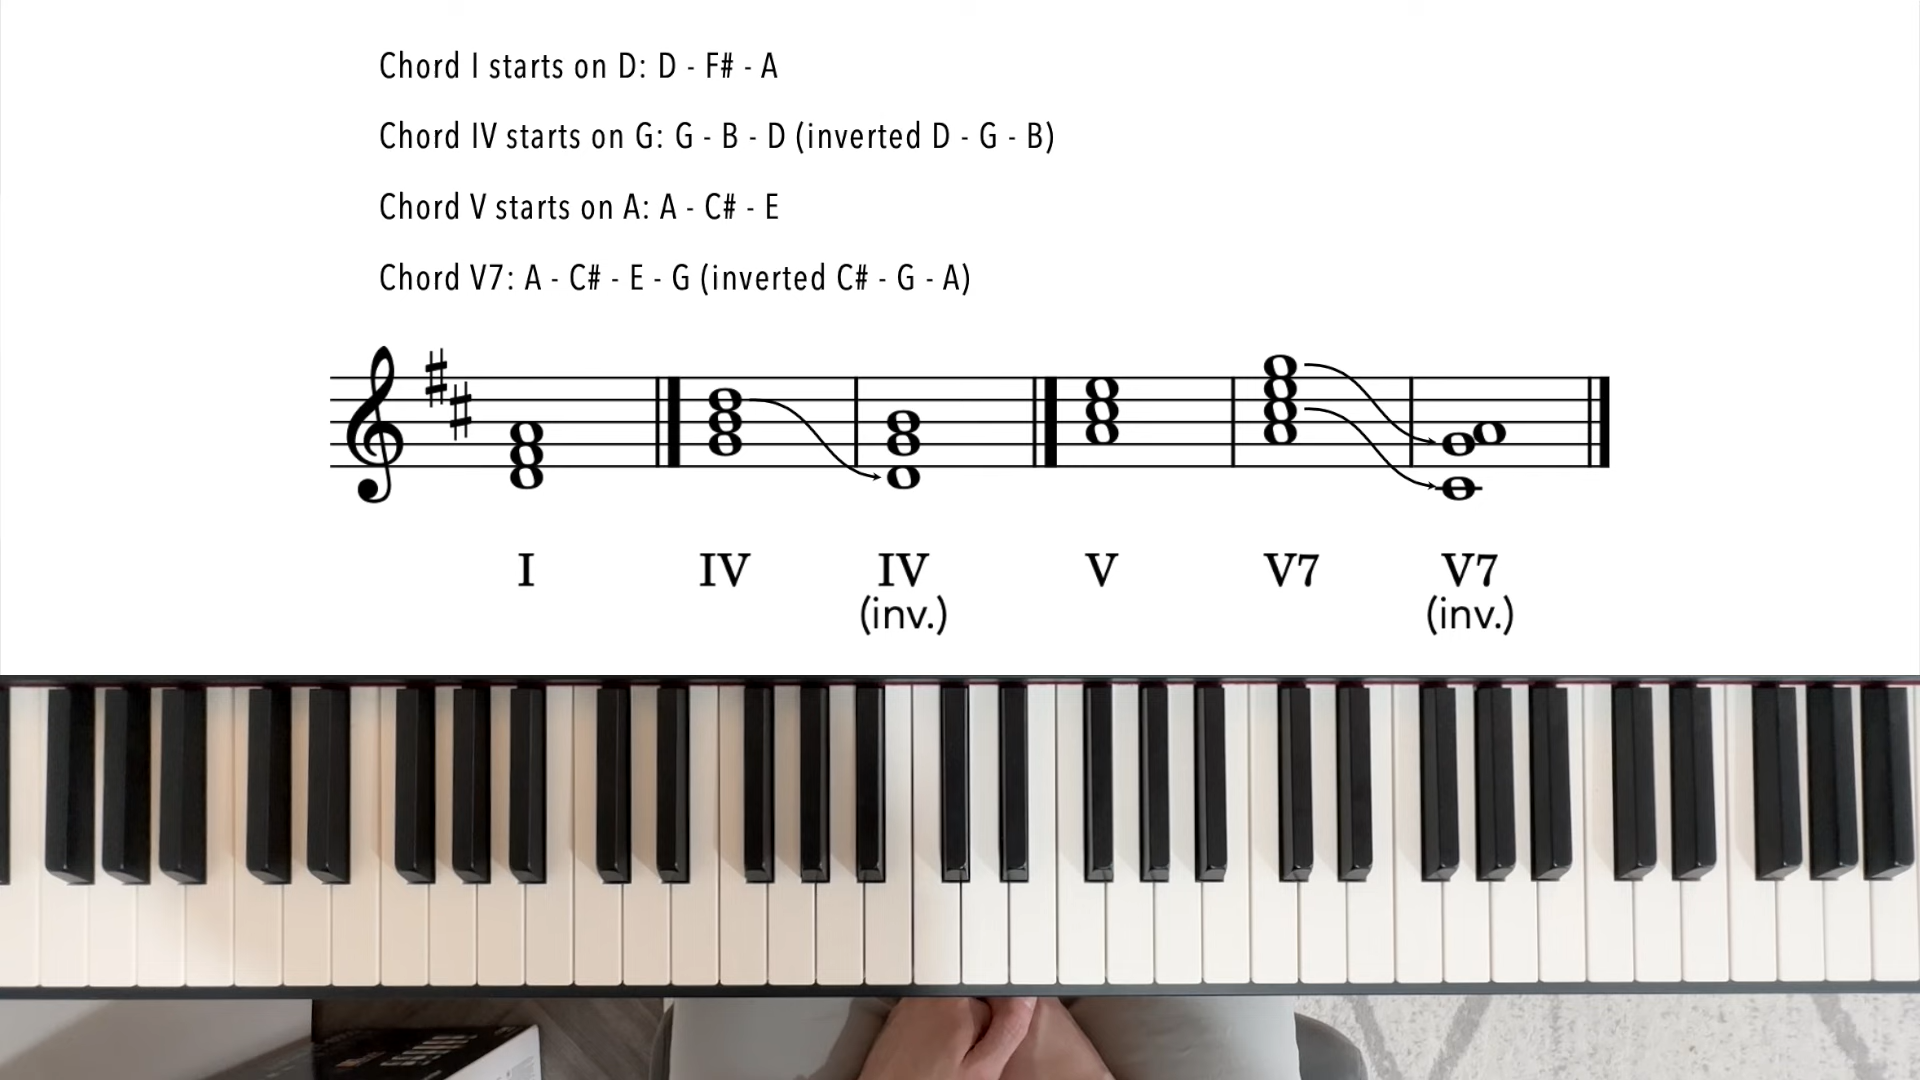 Chord I starts on D: D - F# - A
Chord IV starts on G: G - B - D (inverted D - G - B)
Chord V starts on A: A - C# - E
Chord V7: A - C# - E - G (inverted C# - G - A)
I IV IV V V7 V7
(inv.) (inv.)